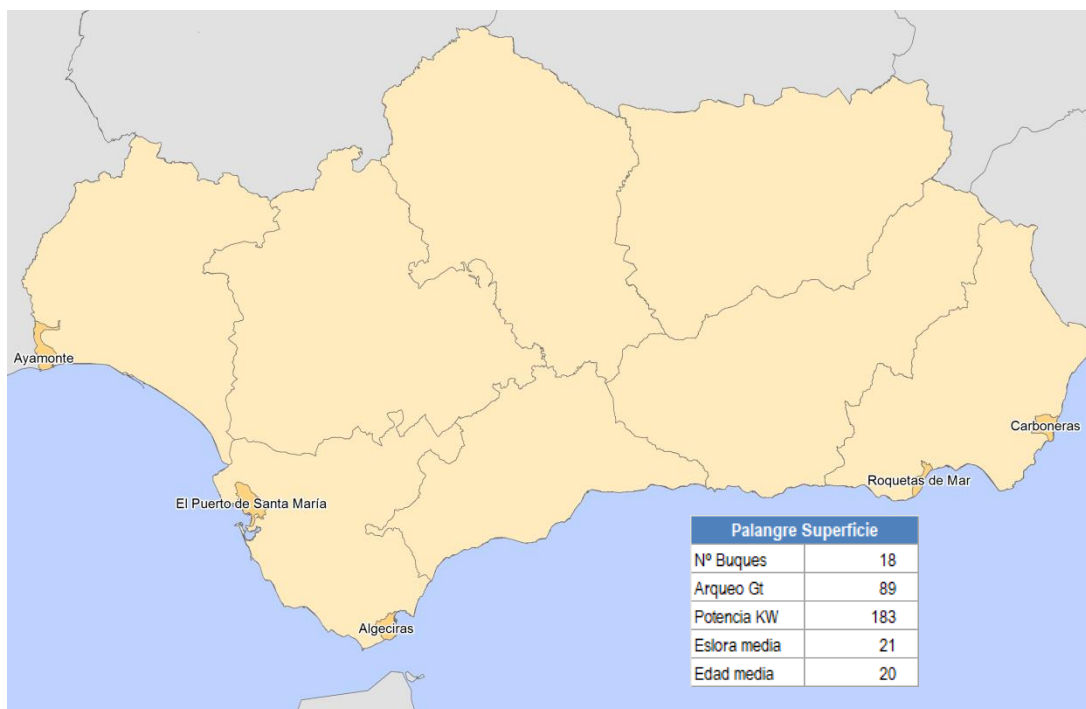 Ayamonte
Carboneras
Roquetas de Mar
El Puerto de Santa María
Algeciras
Palangre Superficie
Nº Buques 18
Arqueo Gt 89
Potencia KW 183
Eslora media 21
Edad media 20